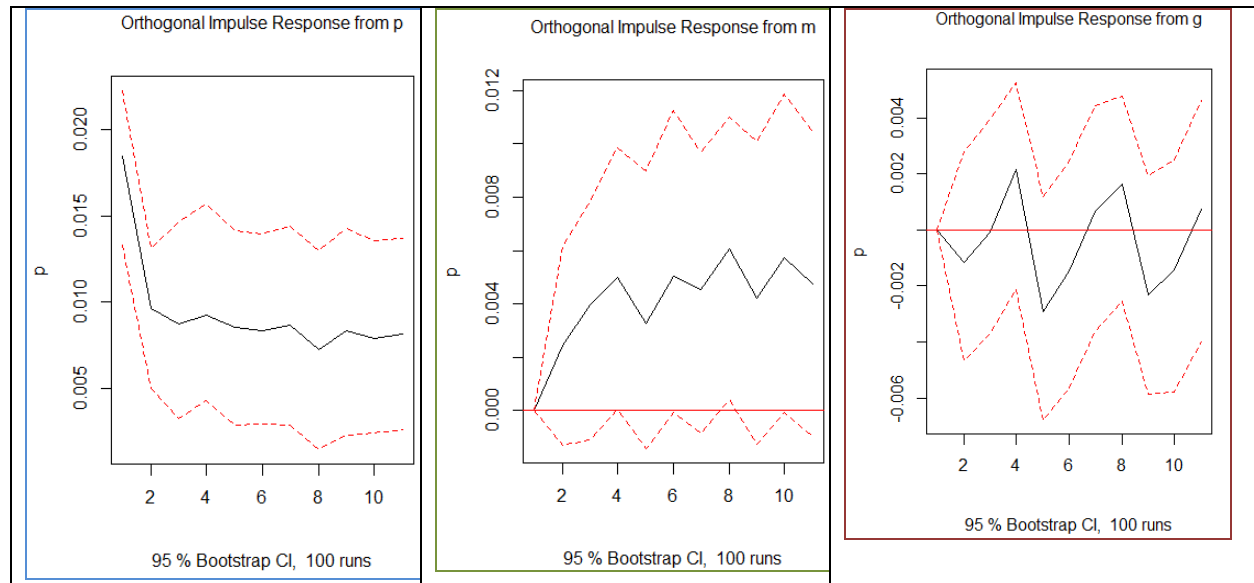 Orthogonal Impulse Response from p
p
0.020
0.015
0.010
0.005
2 4 6 8 10
95 % Bootstrap CI, 100 runs
Orthogonal Impulse Response from m
p
0.012
0.008
0.004
0.000
2 4 6 8 10
95 % Bootstrap CI, 100 runs
Orthogonal Impulse Response from g
p
0.004
0.002
-0.002
-0.006
2 4 6 8 10
95 % Bootstrap CI, 100 runs